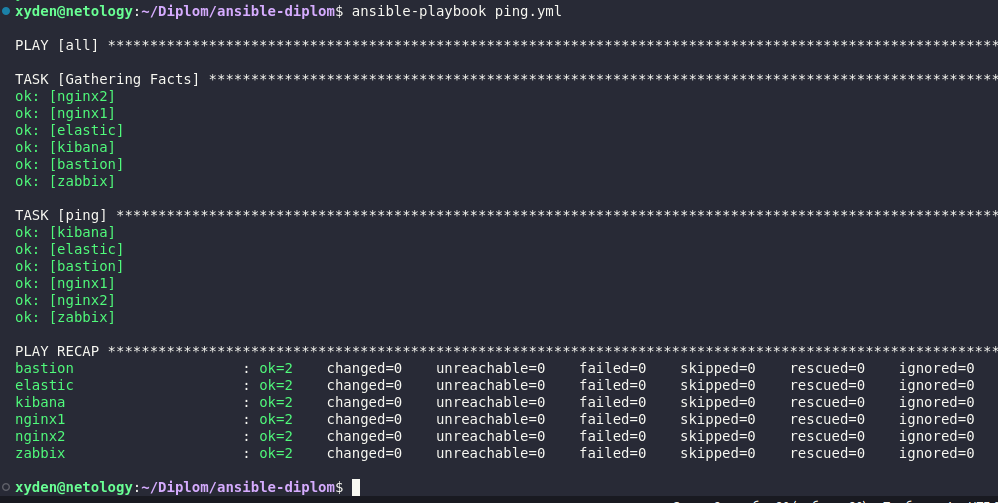 xyden@netology:~/Diplom/ansible-diplom$ ansible-playbook ping.yml
PLAY [all] **********************************************************************************************************
TASK [Gathering Facts] **********************************************************************************************
ok: [nginx2]
ok: [nginx1]
ok: [elastic]
ok: [kibana]
ok: [bastion]
ok: [zabbix]
TASK [ping] *********************************************************************************************************
ok: [kibana]
ok: [elastic]
ok: [bastion]
ok: [nginx1]
ok: [nginx2]
ok: [zabbix]
PLAY RECAP **********************************************************************************************************
bastion                    : ok=2    changed=0    unreachable=0    failed=0    skipped=0    rescued=0    ignored=0
elastic                    : ok=2    changed=0    unreachable=0    failed=0    skipped=0    rescued=0    ignored=0
kibana                     : ok=2    changed=0    unreachable=0    failed=0    skipped=0    rescued=0    ignored=0
nginx1                     : ok=2    changed=0    unreachable=0    failed=0    skipped=0    rescued=0    ignored=0
nginx2                     : ok=2    changed=0    unreachable=0    failed=0    skipped=0    rescued=0    ignored=0
zabbix                     : ok=2    changed=0    unreachable=0    failed=0    skipped=0    rescued=0    ignored=0
xyden@netology:~/Diplom/ansible-diplom$